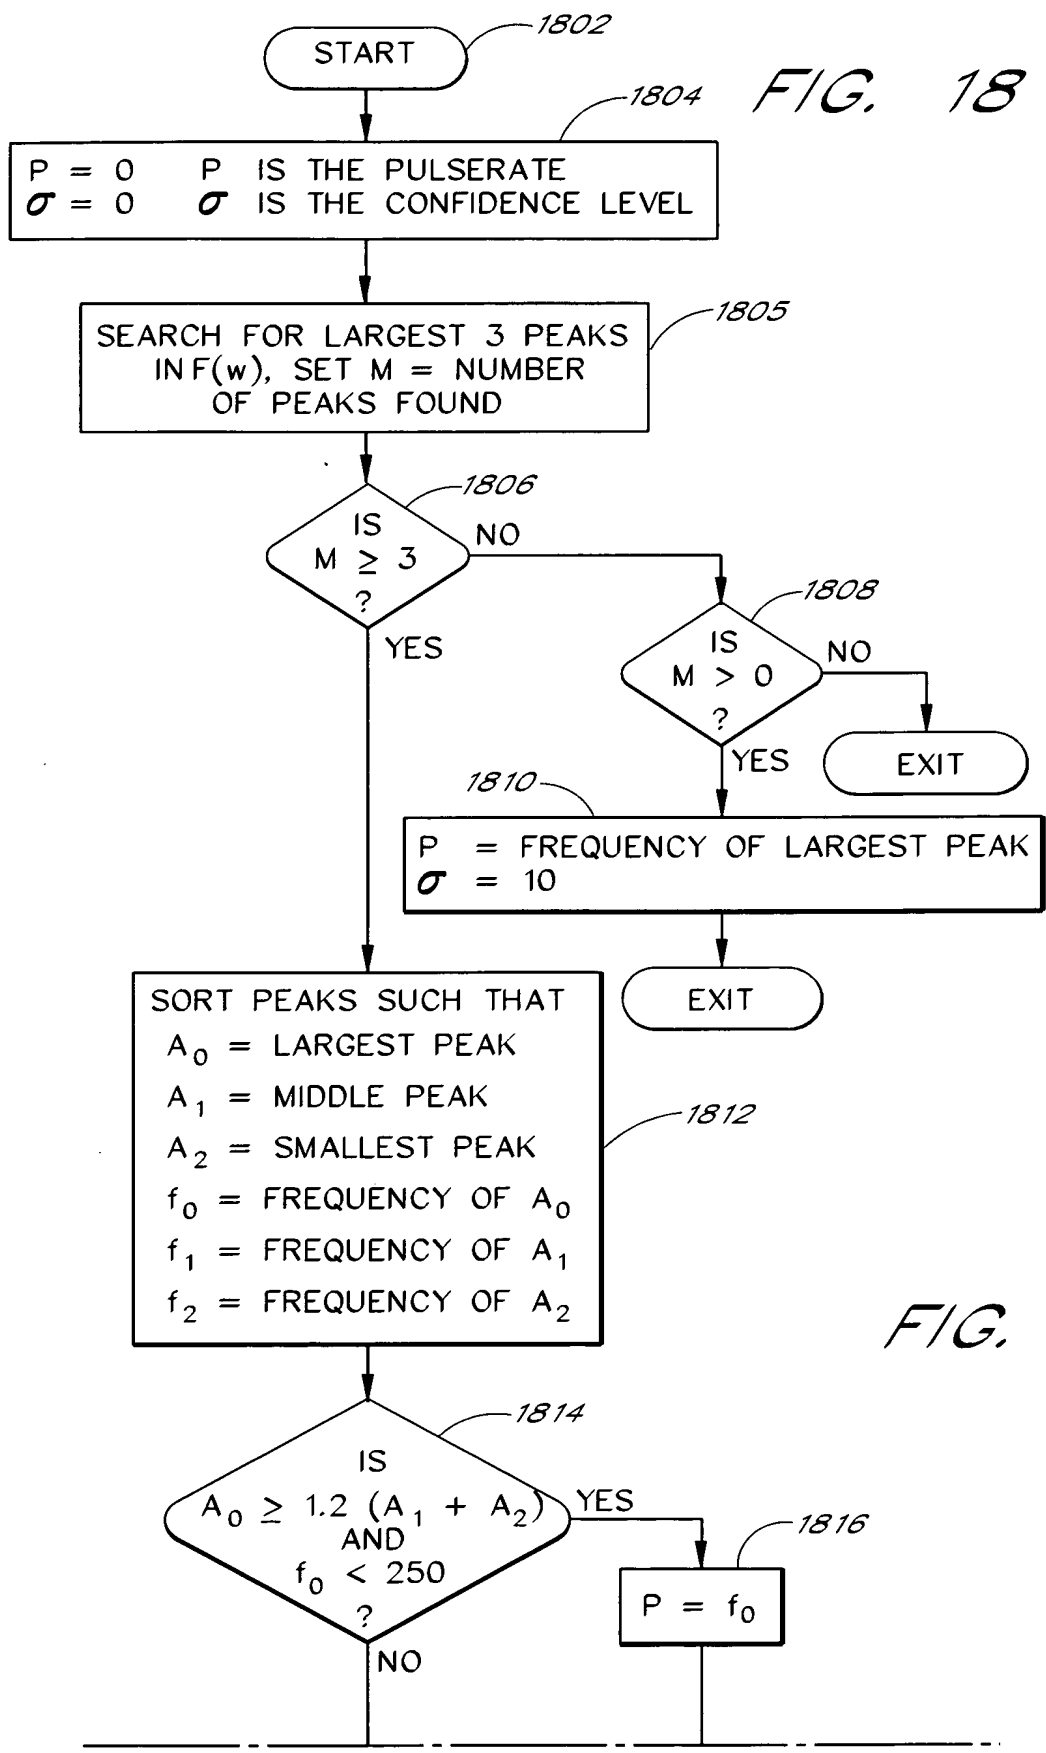 1802
START
FIG. 18
1804
P = 0 P IS THE PULSERATE
σ = 0 σ IS THE CONFIDENCE LEVEL
1805
SEARCH FOR LARGEST 3 PEAKS
IN F(w), SET M = NUMBER
OF PEAKS FOUND
1806
IS
M ≥ 3
?
NO
YES
1808
IS
M > 0
?
NO
YES
EXIT
1810
P = FREQUENCY OF LARGEST PEAK
σ = 10
EXIT
SORT PEAKS SUCH THAT
A₀ = LARGEST PEAK
A₁ = MIDDLE PEAK
A₂ = SMALLEST PEAK
f₀ = FREQUENCY OF A₀
f₁ = FREQUENCY OF A₁
f₂ = FREQUENCY OF A₂
1812
FIG.
1814
IS
A₀ ≥ 1.2 (A₁ + A₂)
AND
f₀ < 250
?
YES
NO
1816
P = f₀